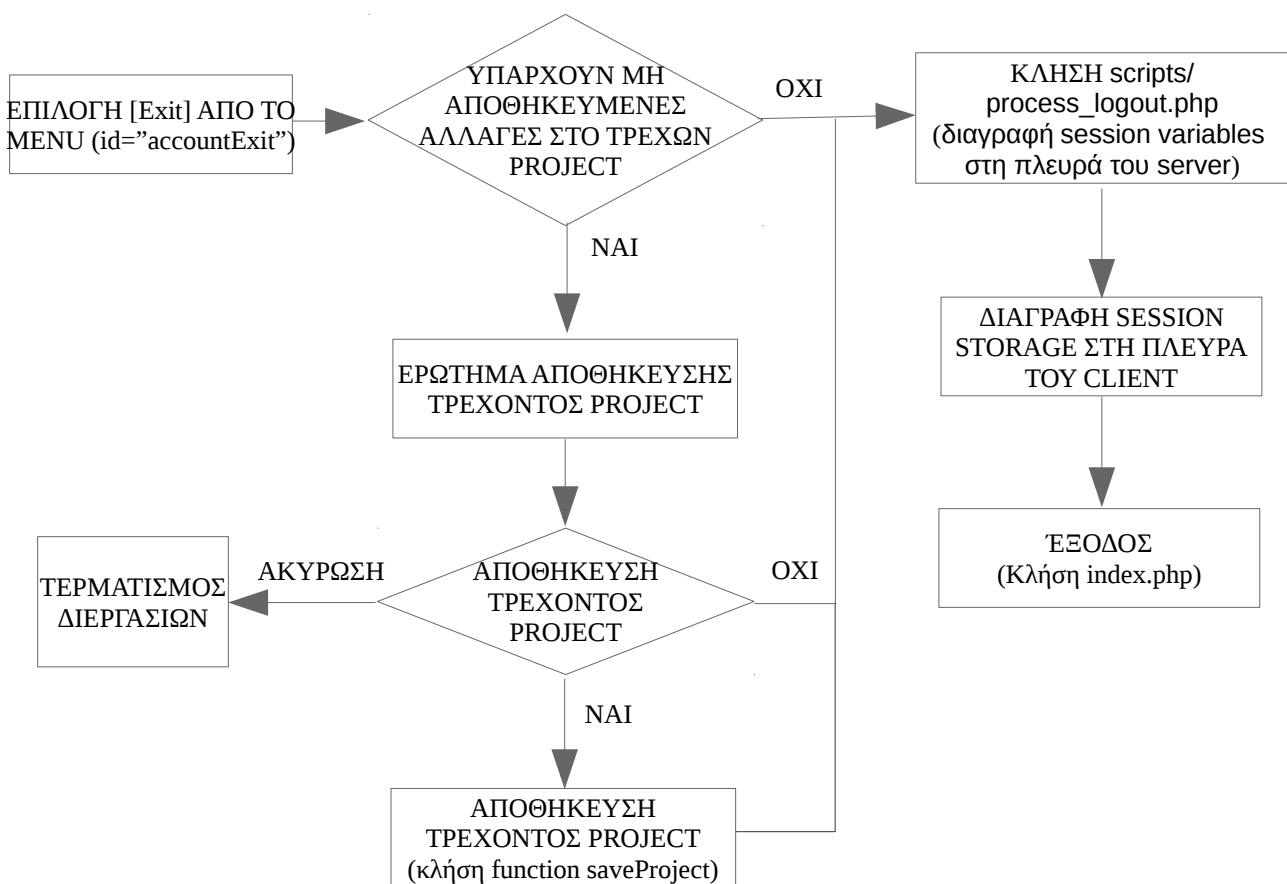 ΕΠΙΛΟΓΗ [Exit] ΑΠΟ ΤΟ
MENU (id=”accountExit”)
ΥΠΑΡΧΟΥΝ ΜΗ
ΑΠΟΘΗΚΕΥΜΕΝΕΣ
ΑΛΛΑΓΕΣ ΣΤΟ ΤΡΕΧΩΝ
PROJECT
ΟΧΙ
ΚΛΗΣΗ scripts/
process_logout.php
(διαγραφή session variables
στη πλευρά του server)
ΝΑΙ
ΔΙΑΓΡΑΦΗ SESSION
STORAGE ΣΤΗ ΠΛΕΥΡΑ
ΤΟΥ CLIENT
ΕΡΩΤΗΜΑ ΑΠΟΘΗΚΕΥΣΗΣ
ΤΡΕΧΟΝΤΟΣ PROJECT
ΈΞΟΔΟΣ
(Κλήση index.php)
ΤΕΡΜΑΤΙΣΜΟΣ
ΔΙΕΡΓΑΣΙΩΝ
ΑΚΥΡΩΣΗ
ΑΠΟΘΗΚΕΥΣΗ
ΤΡΕΧΟΝΤΟΣ
PROJECT
ΟΧΙ
ΝΑΙ
ΑΠΟΘΗΚΕΥΣΗ
ΤΡΕΧΟΝΤΟΣ PROJECT
(κλήση function saveProject)